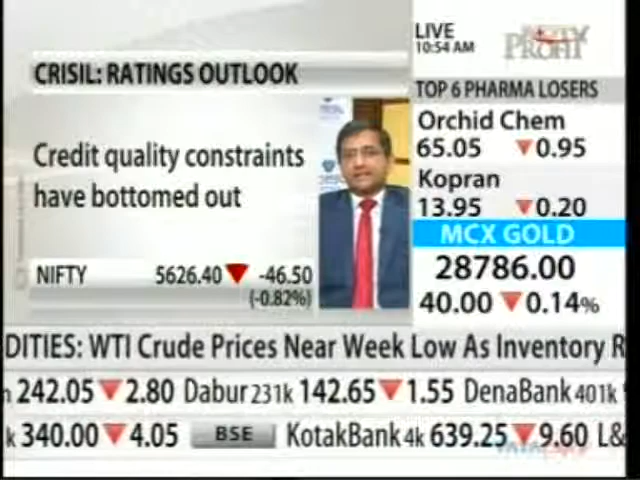 CRISIL: RATINGS OUTLOOK
Credit quality constraints
have bottomed out
NIFTY 5626.40 ▼ -46.50
(-0.82%)
LIVE
10:54 AM
NDTV
PROFIT
TOP 6 PHARMA LOSERS
Orchid Chem
65.05 ▼0.95
Kopran
13.95 ▼0.20
MCX GOLD
28786.00
40.00 ▼0.14%
DITIES: WTI Crude Prices Near Week Low As Inventory R
242.05▼2.80 Dabur 231k 142.65▼1.55 DenaBank 401k
k 340.00▼4.05 BSE KotakBank 4k 639.25▼9.60 L&